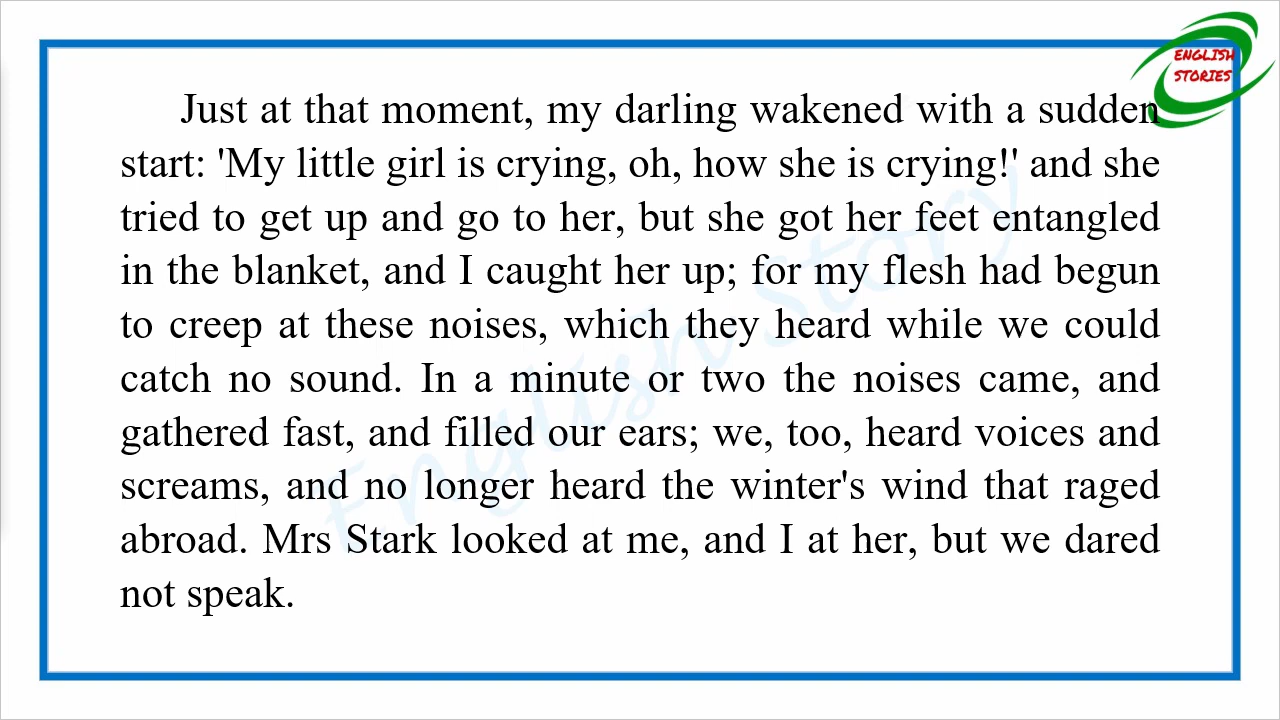 ENGLISH
STORIES
Just at that moment, my darling wakened with a sudden
start: 'My little girl is crying, oh, how she is crying!' and she
tried to get up and go to her, but she got her feet entangled
in the blanket, and I caught her up; for my flesh had begun
to creep at these noises, which they heard while we could
catch no sound. In a minute or two the noises came, and
gathered fast, and filled our ears; we, too, heard voices and
screams, and no longer heard the winter's wind that raged
abroad. Mrs Stark looked at me, and I at her, but we dared
not speak.
English Story